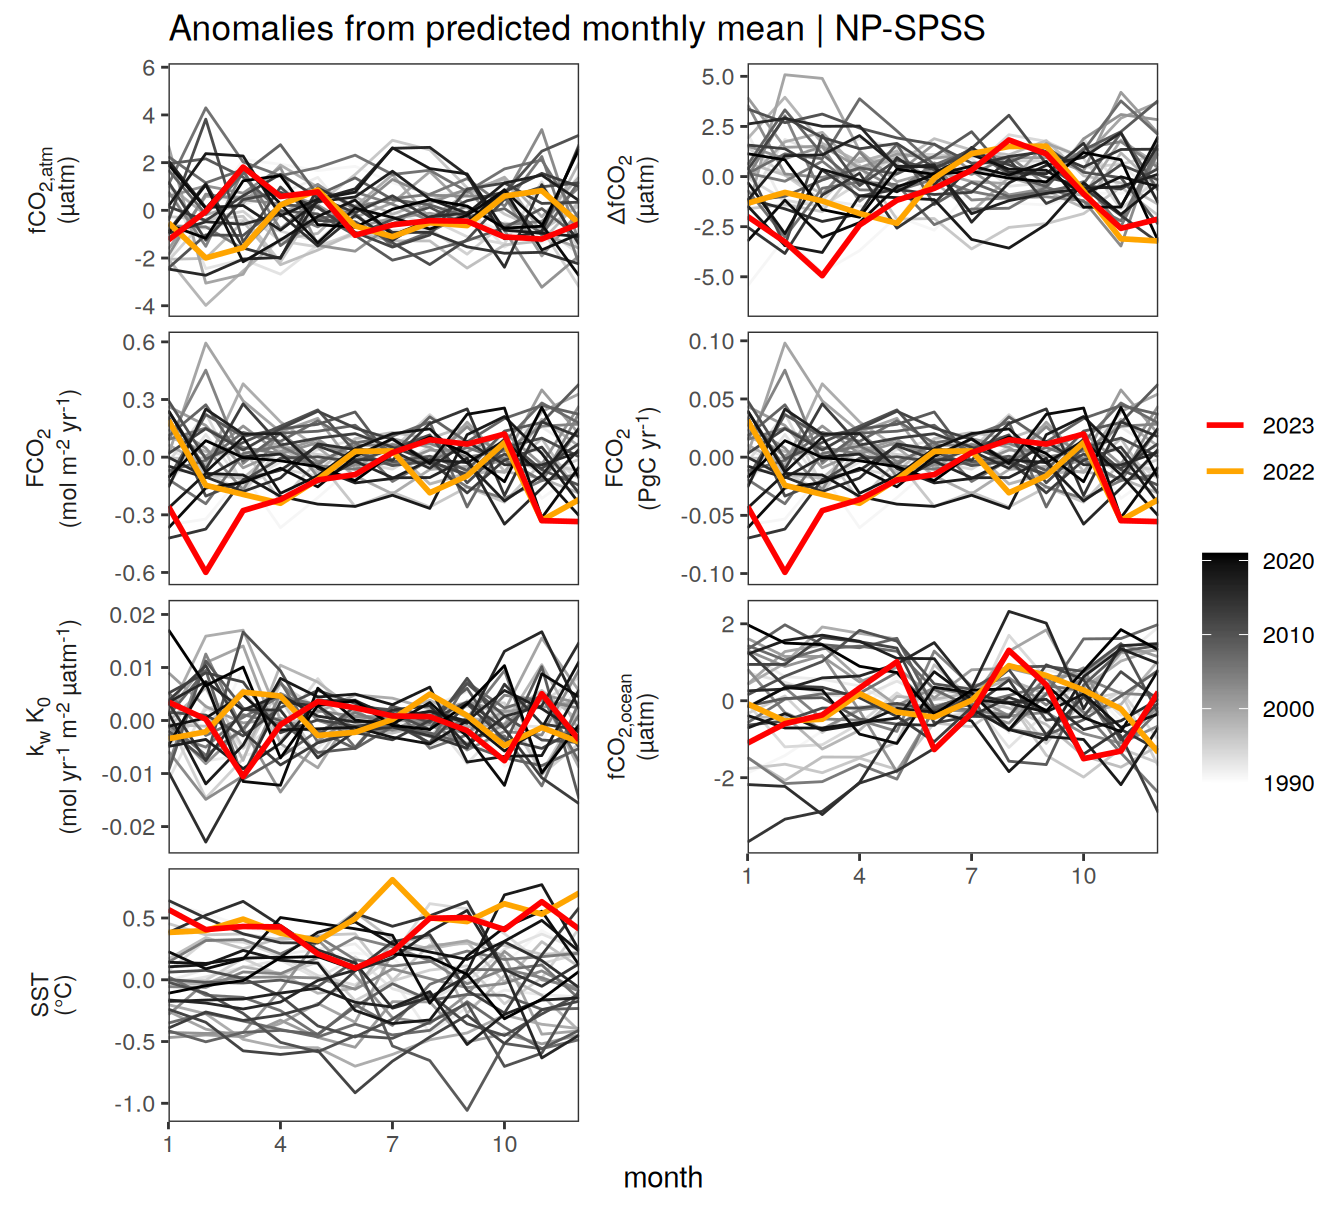 Anomalies from predicted monthly mean | NP-SPSS
fCO2,atm
(µatm)
6
4
2
0
-2
-4
ΔfCO2
(µatm)
5.0
2.5
0.0
-2.5
-5.0
FCO2
(mol m-2 yr-1)
0.6
0.3
0.0
-0.3
-0.6
FCO2
(PgC yr-1)
0.10
0.05
0.00
-0.05
-0.10
kw K0
(mol yr-1 m-2 µatm-1)
0.02
0.01
0.00
-0.01
-0.02
fCO2,ocean
(µatm)
2
0
-2
1 4 7 10
SST
(°C)
0.5
0.0
-0.5
-1.0
1 4 7 10
month
2023
2022
2020
2010
2000
1990